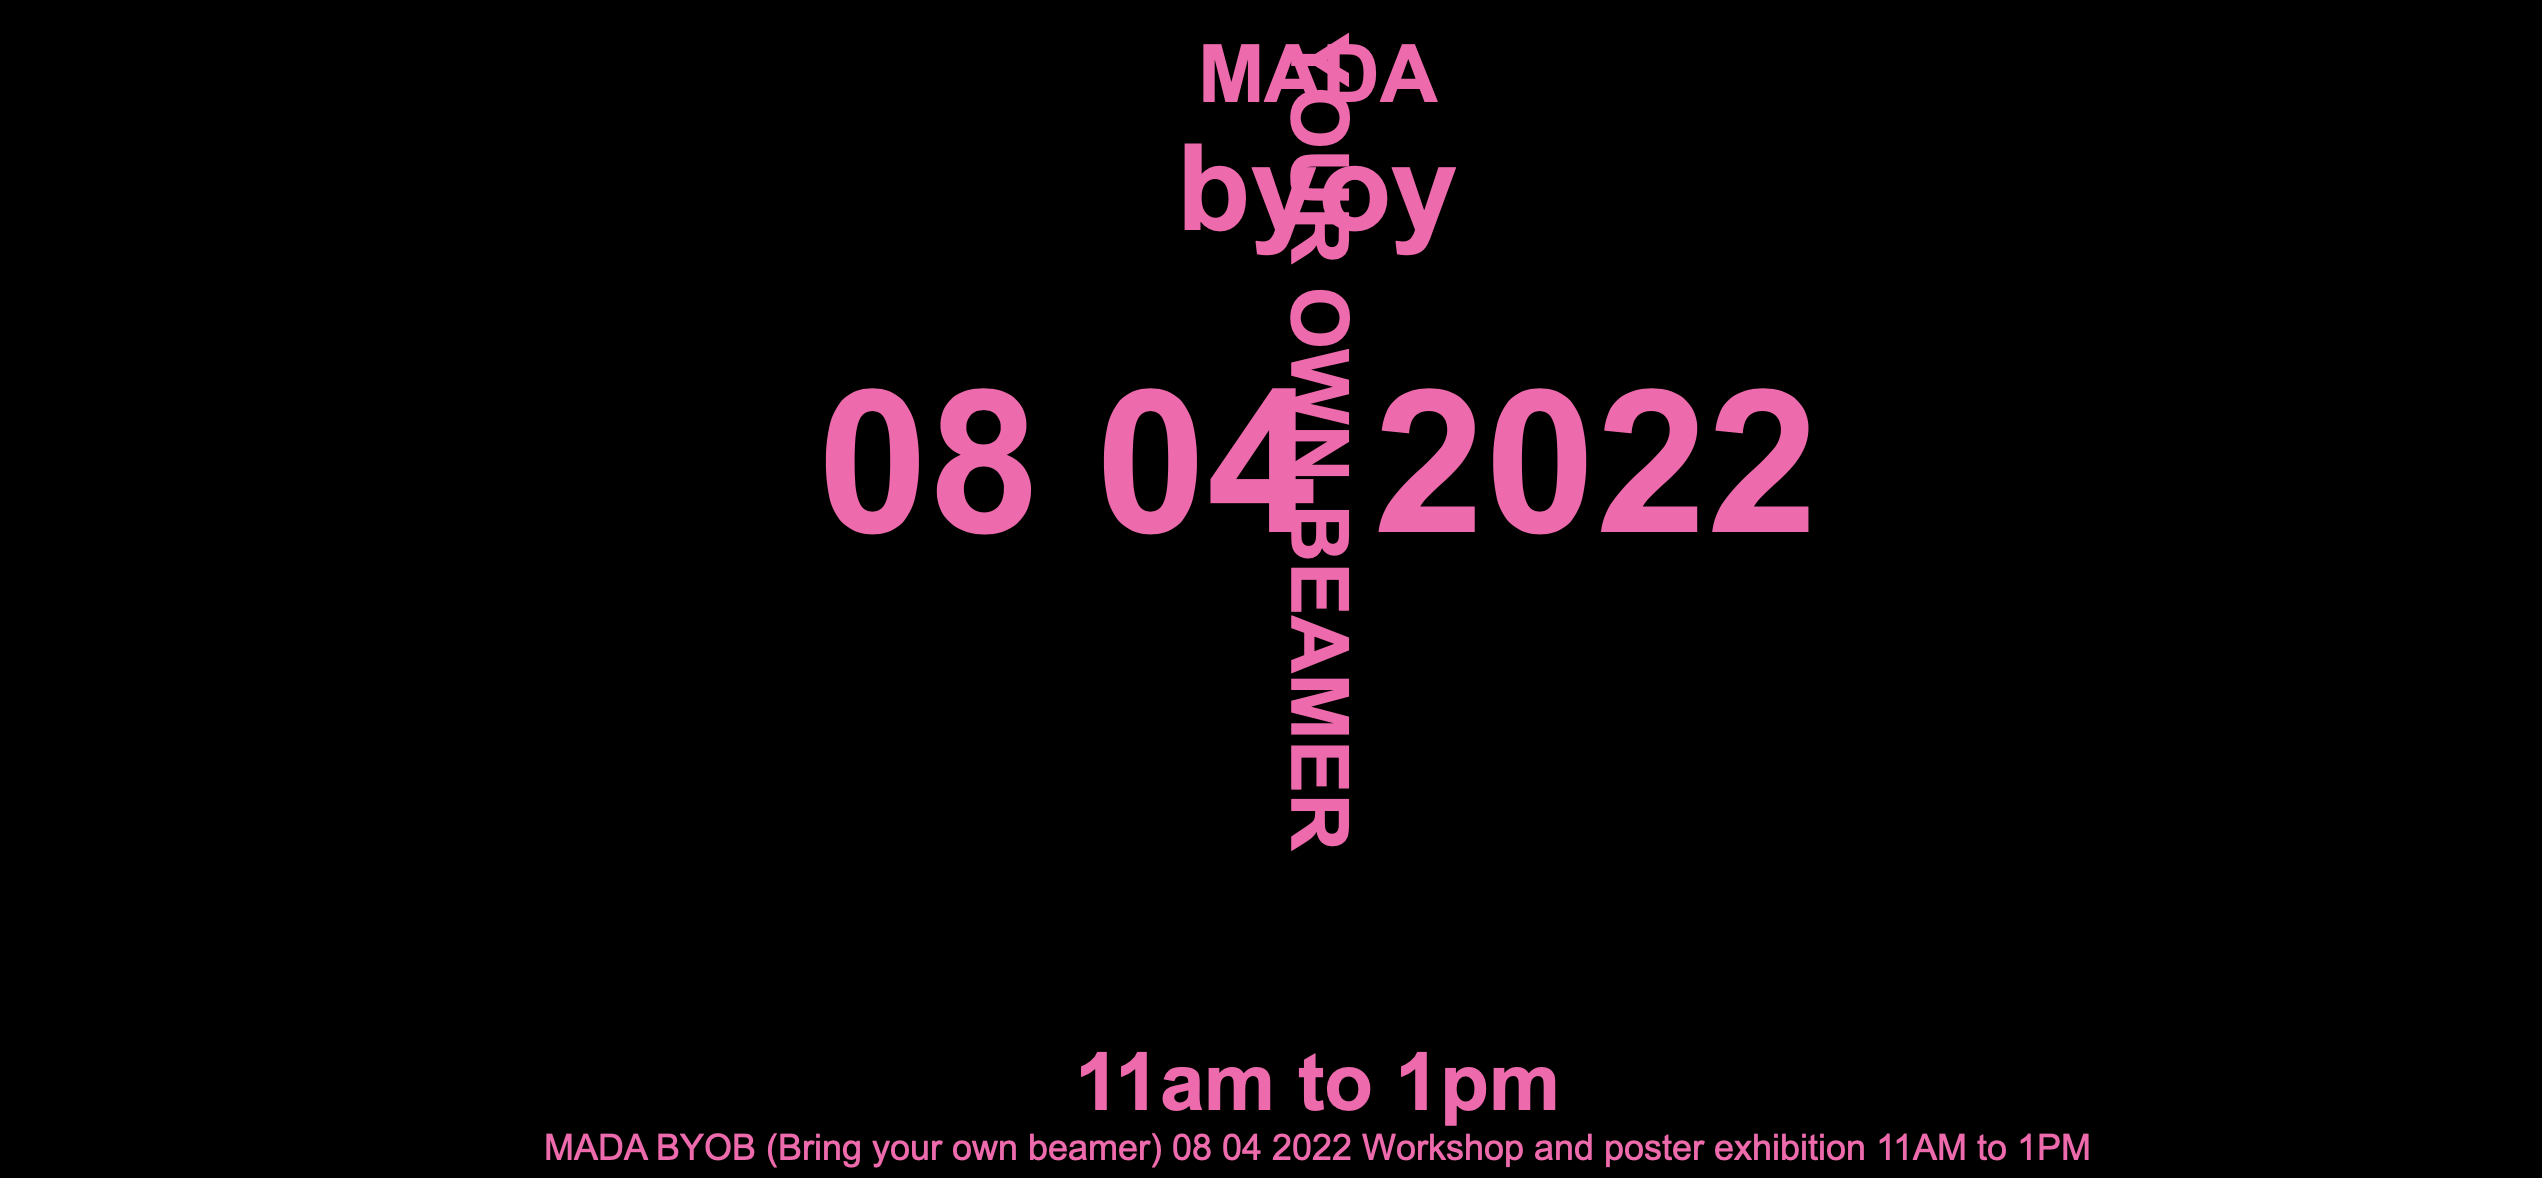 MADA
byoy
YOUR OWN BEAMER
08 04 2022
11am to 1pm
MADA BYOB (Bring your own beamer) 08 04 2022 Workshop and poster exhibition 11AM to 1PM